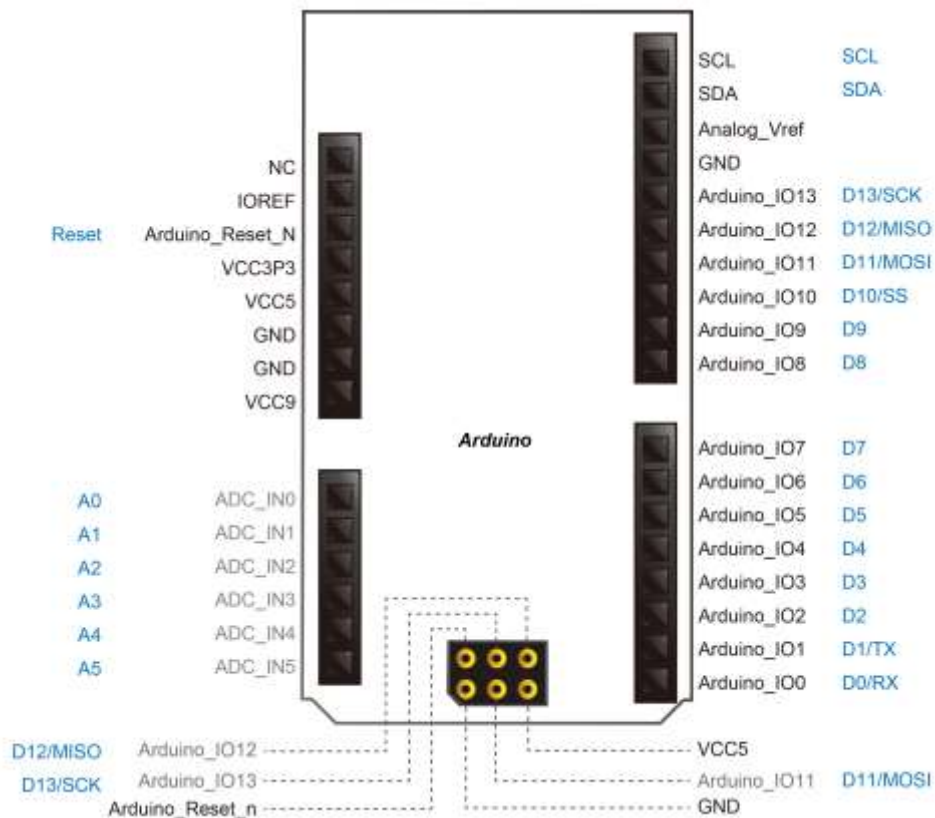 NC
IOREF
Reset Arduino_Reset_N
VCC3P3
VCC5
GND
GND
VCC9
A0 ADC_IN0
A1 ADC_IN1
A2 ADC_IN2
A3 ADC_IN3
A4 ADC_IN4
A5 ADC_IN5
Arduino
SCL SCL
SDA SDA
Analog_Vref
GND
Arduino_IO13 D13/SCK
Arduino_IO12 D12/MISO
Arduino_IO11 D11/MOSI
Arduino_IO10 D10/SS
Arduino_IO9 D9
Arduino_IO8 D8
Arduino_IO7 D7
Arduino_IO6 D6
Arduino_IO5 D5
Arduino_IO4 D4
Arduino_IO3 D3
Arduino_IO2 D2
Arduino_IO1 D1/TX
Arduino_IO0 D0/RX
D12/MISO Arduino_IO12
D13/SCK Arduino_IO13
Arduino_Reset_n
VCC5
Arduino_IO11 D11/MOSI
GND